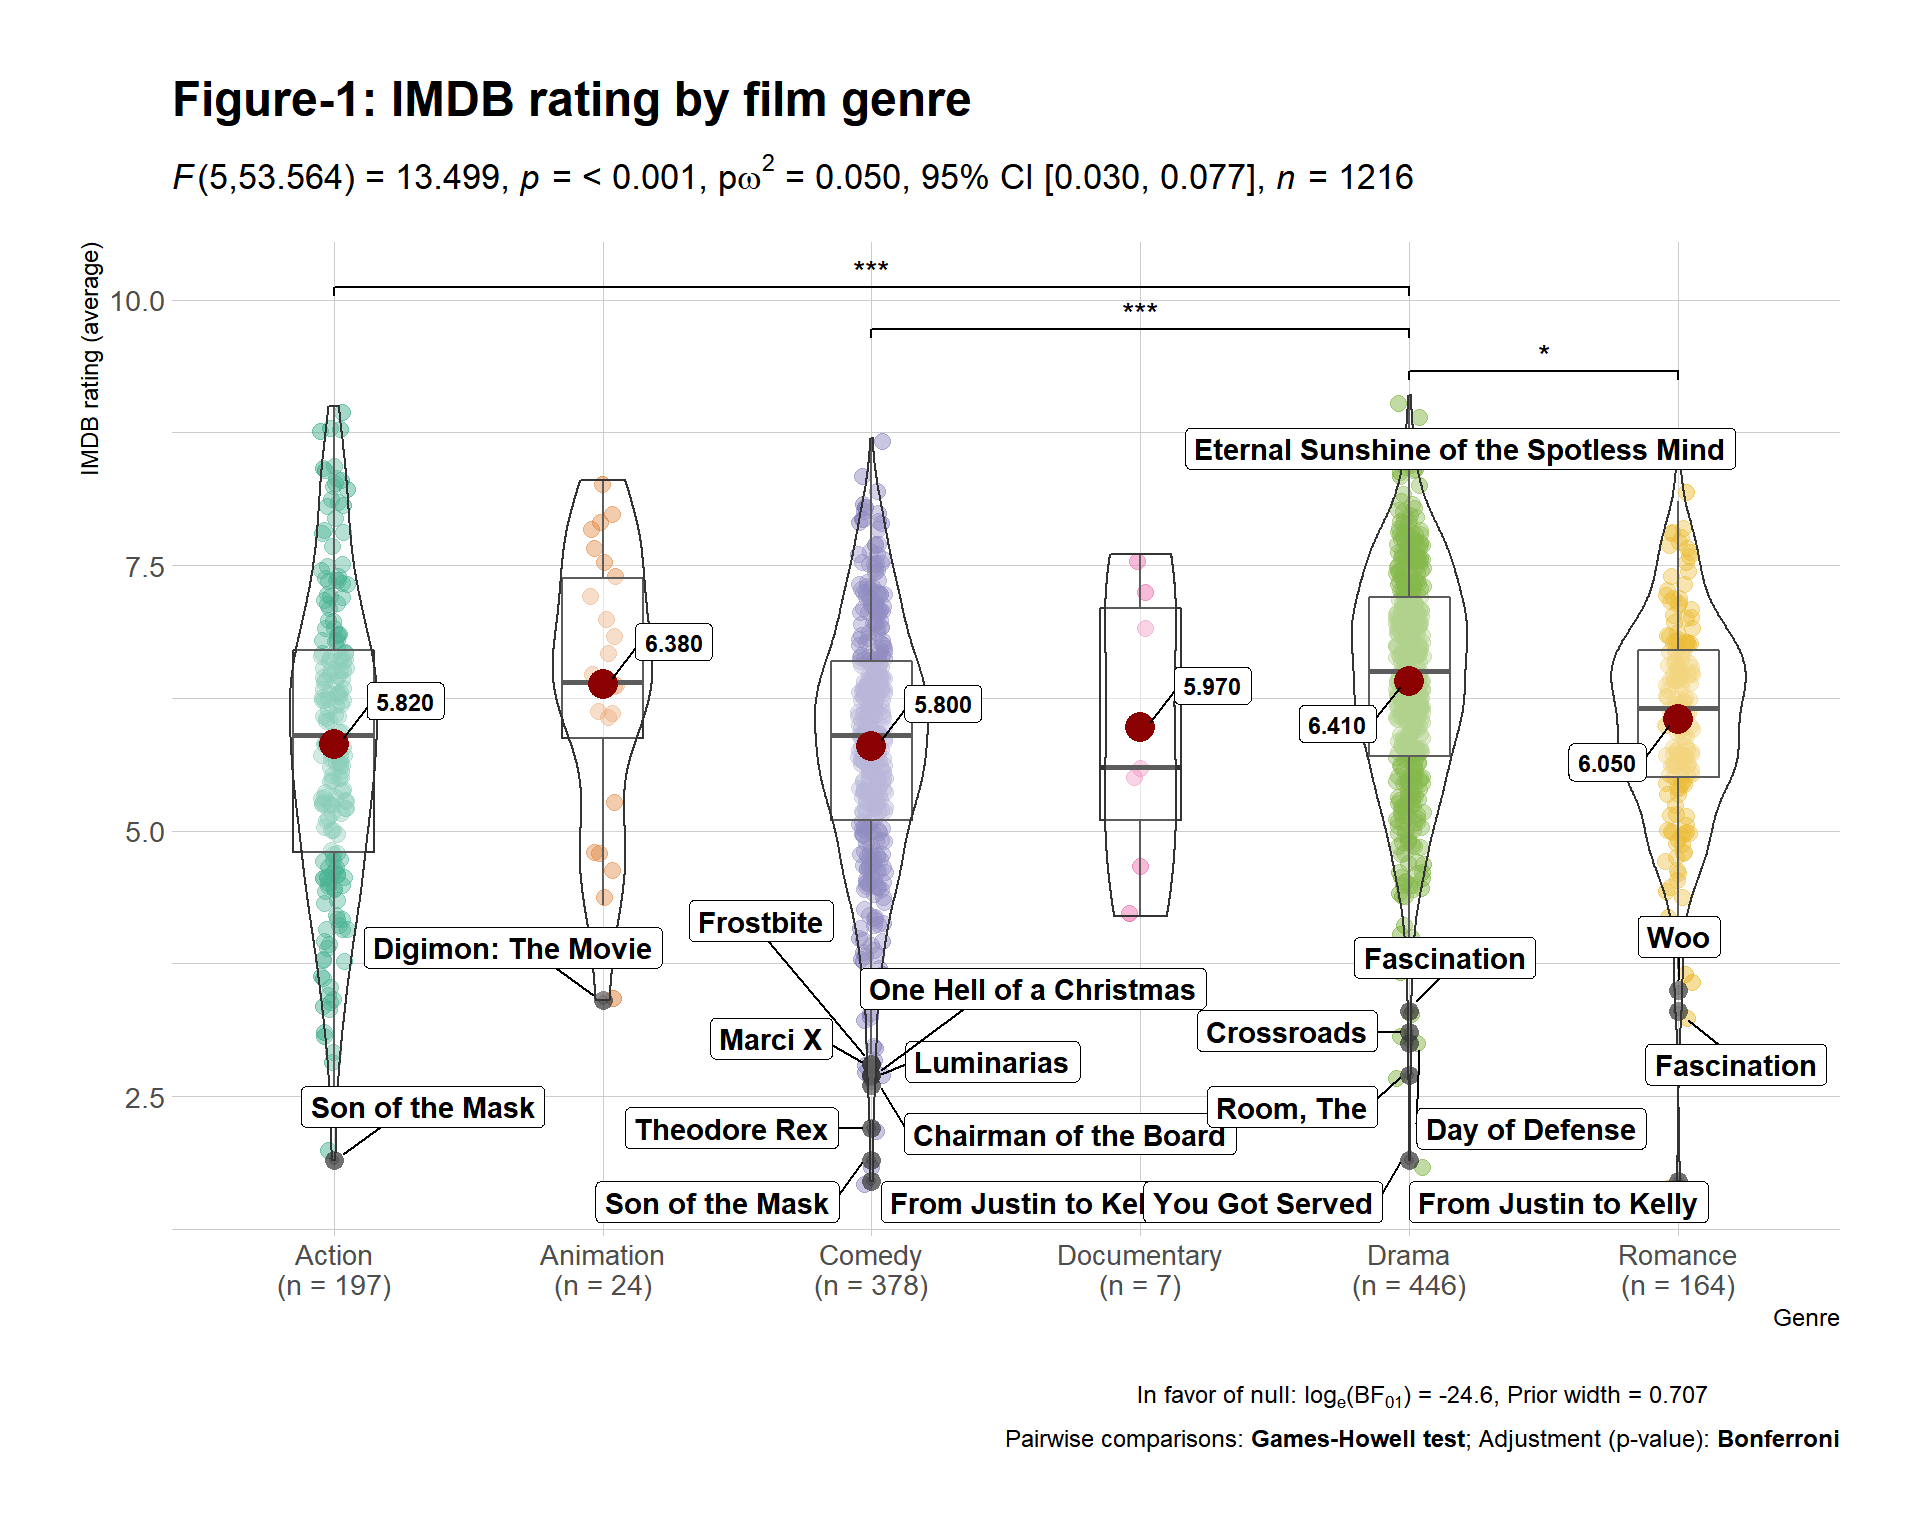 Figure-1: IMDB rating by film genre
F(5,53.564) = 13.499, p = < 0.001, pω² = 0.050, 95% CI [0.030, 0.077], n = 1216
IMDB rating (average)
10.0
7.5
5.0
2.5
***
***
*
Eternal Sunshine of the Spotless Mind
6.380
5.820
5.800
5.970
6.410
6.050
Frostbite
Digimon: The Movie
Woo
Fascination
One Hell of a Christmas
Marci X
Luminarias
Crossroads
Fascination
Son of the Mask
Theodore Rex
Chairman of the Board
Room, The
Day of Defense
Son of the Mask
From Justin to Kel
You Got Served
From Justin to Kelly
Action
(n = 197)
Animation
(n = 24)
Comedy
(n = 378)
Documentary
(n = 7)
Drama
(n = 446)
Romance
(n = 164)
Genre
In favor of null: logₑ(BF₀₁) = -24.6, Prior width = 0.707
Pairwise comparisons: Games-Howell test; Adjustment (p-value): Bonferroni